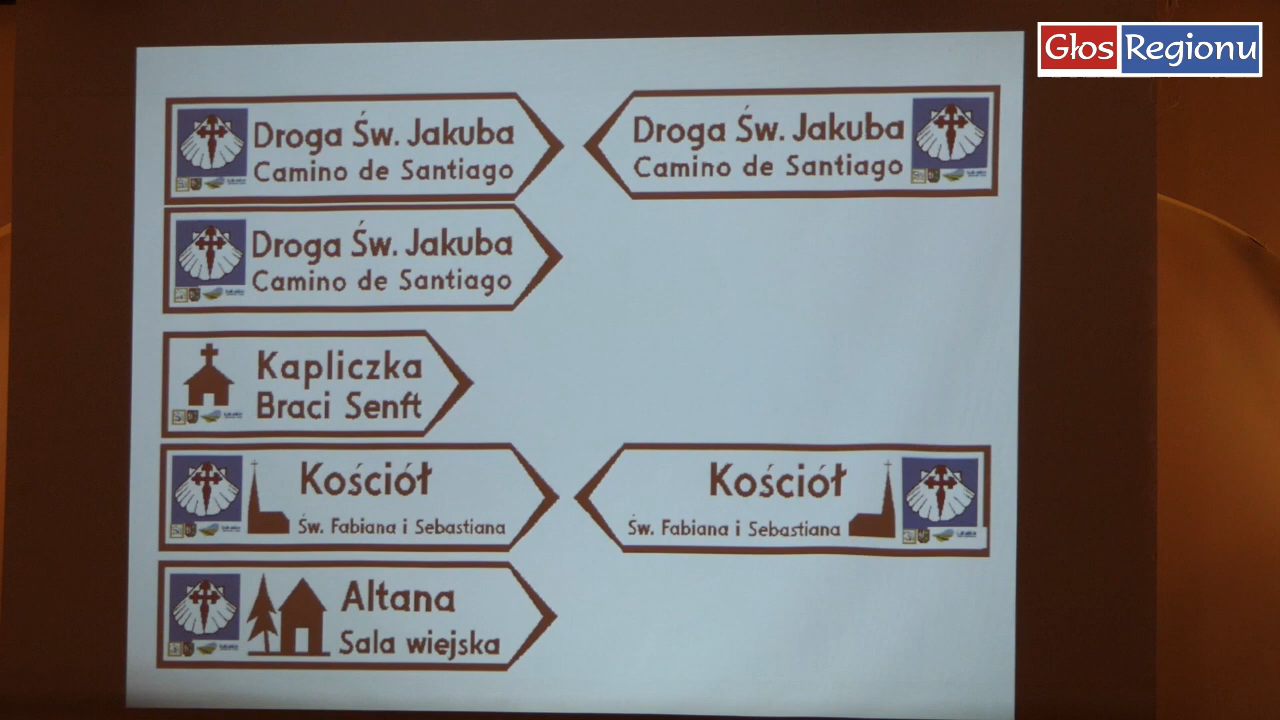 Głos Regionu
Droga Św. Jakuba
Camino de Santiago
Droga Św. Jakuba
Camino de Santiago
Droga Św. Jakuba
Camino de Santiago
Kapliczka
Braci Senft
Kościół
Św. Fabiana i Sebastiana
Kościół
Św. Fabiana i Sebastiana
Altana
Sala wiejska